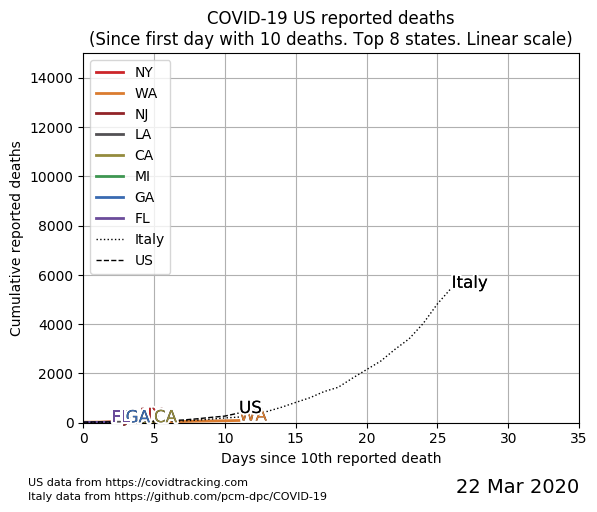 COVID-19 US reported deaths
(Since first day with 10 deaths. Top 8 states. Linear scale)
Cumulative reported deaths
14000
12000
10000
8000
6000
4000
2000
0
NY
WA
NJ
LA
CA
MI
GA
FL
Italy
US
Italy
US
WA
GA
CA
0 5 10 15 20 25 30 35
Days since 10th reported death
US data from https://covidtracking.com
Italy data from https://github.com/pcm-dpc/COVID-19
22 Mar 2020